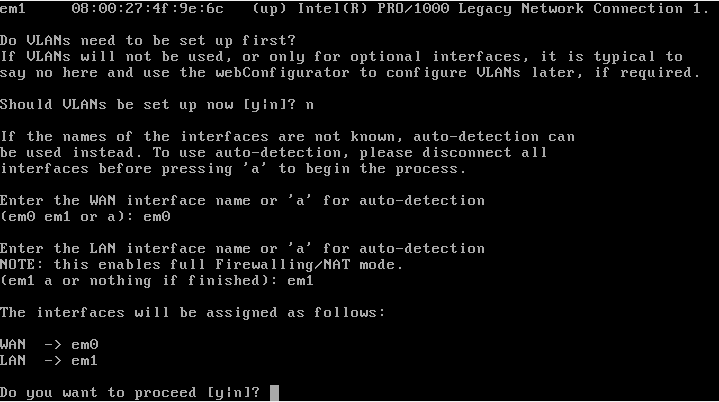 em1     08:00:27:4f:9e:6c   (up) Intel(R) PRO/1000 Legacy Network Connection 1.
Do VLANs need to be set up first?
If VLANs will not be used, or only for optional interfaces, it is typical to
say no here and use the webConfigurator to configure VLANs later, if required.
Should VLANs be set up now [y|n]? n
If the names of the interfaces are not known, auto-detection can
be used instead. To use auto-detection, please disconnect all
interfaces before pressing 'a' to begin the process.
Enter the WAN interface name or 'a' for auto-detection
(em0 em1 or a): em0
Enter the LAN interface name or 'a' for auto-detection
NOTE: this enables full Firewalling/NAT mode.
(em1 a or nothing if finished): em1
The interfaces will be assigned as follows:
WAN  -> em0
LAN  -> em1
Do you want to proceed [y|n]?